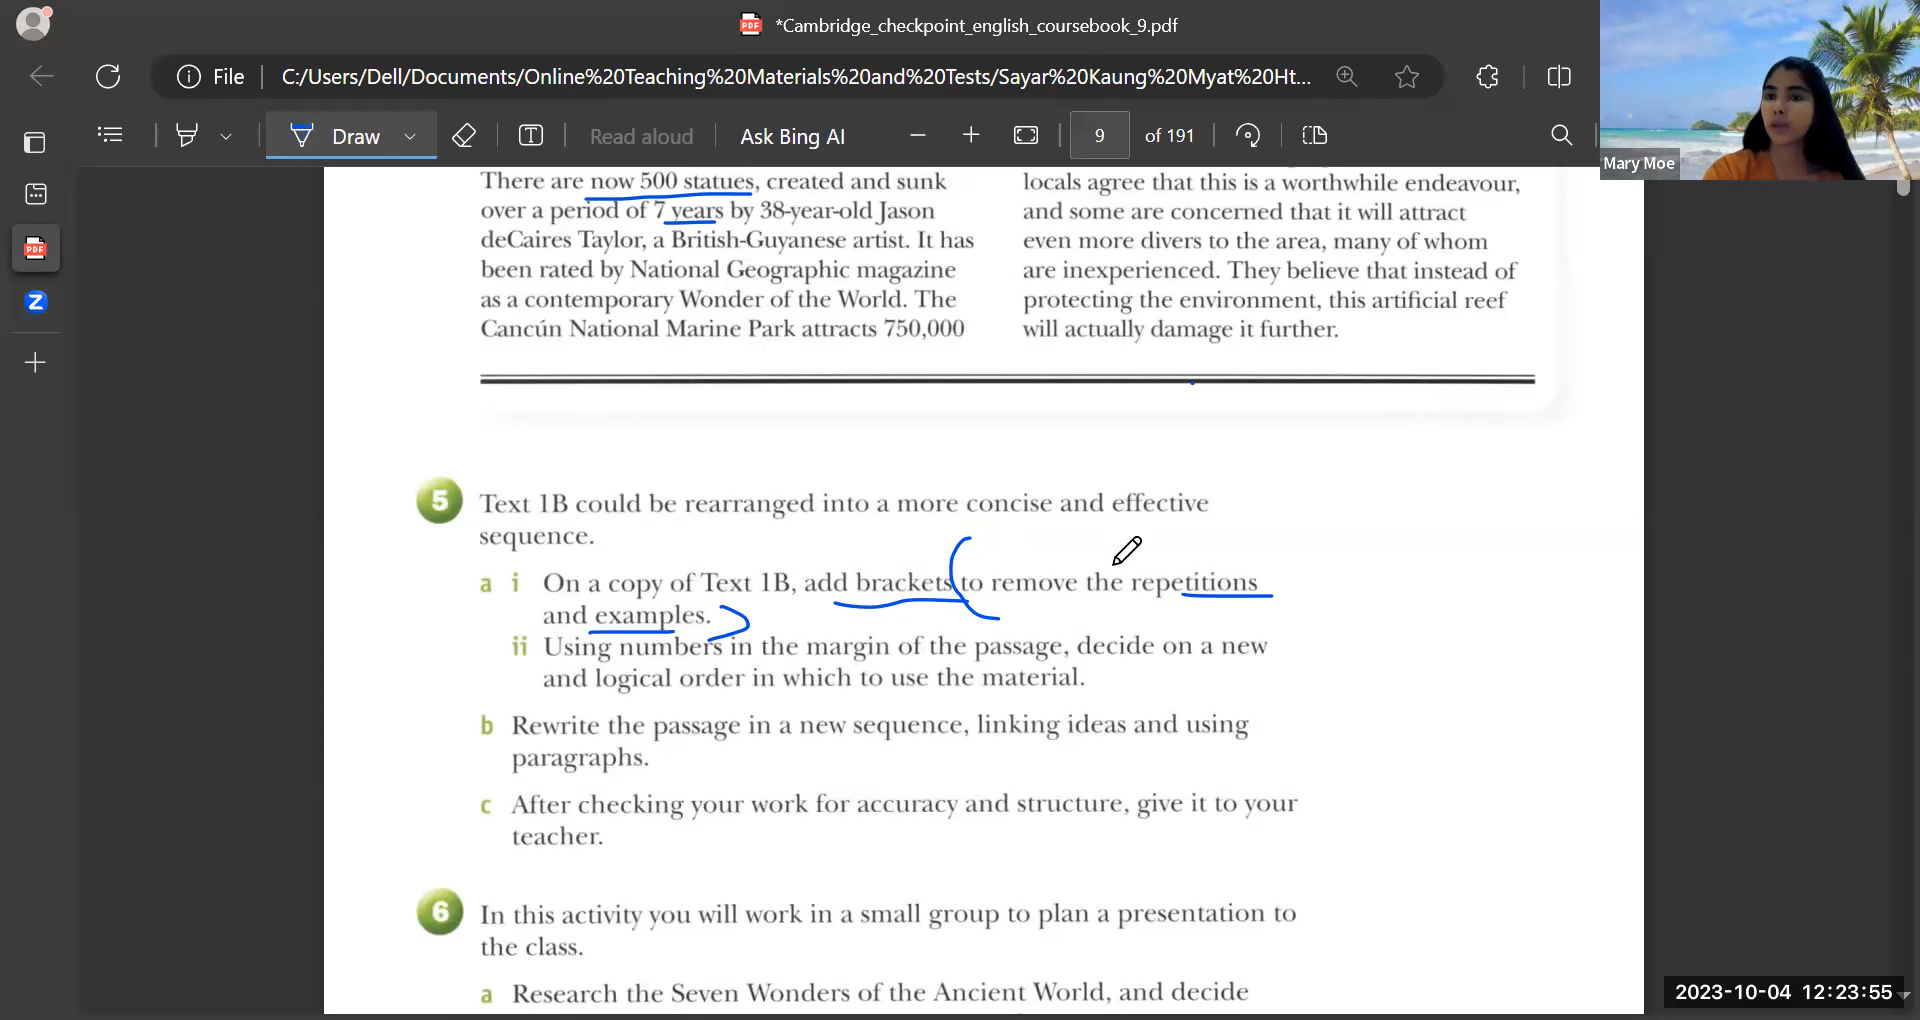 *Cambridge_checkpoint_english_coursebook_9.pdf
File
C:/Users/Dell/Documents/Online%20Teaching%20Materials%20and%20Tests/Sayar%20Kaung%20Myat%20Ht...
Draw
Read aloud
Ask Bing AI
9
of 191
Mary Moe
There are now 500 statues, created and sunk
over a period of 7 years by 38-year-old Jason
deCaires Taylor, a British-Guyanese artist. It has
been rated by National Geographic magazine
as a contemporary Wonder of the World. The
Cancún National Marine Park attracts 750,000
locals agree that this is a worthwhile endeavour,
and some are concerned that it will attract
even more divers to the area, many of whom
are inexperienced. They believe that instead of
protecting the environment, this artificial reef
will actually damage it further.
5 Text 1B could be rearranged into a more concise and effective
sequence.
a i On a copy of Text 1B, add brackets to remove the repetitions
and examples.
ii Using numbers in the margin of the passage, decide on a new
and logical order in which to use the material.
b Rewrite the passage in a new sequence, linking ideas and using
paragraphs.
c After checking your work for accuracy and structure, give it to your
teacher.
6 In this activity you will work in a small group to plan a presentation to
the class.
a Research the Seven Wonders of the Ancient World, and decide
2023-10-04 12:23:55